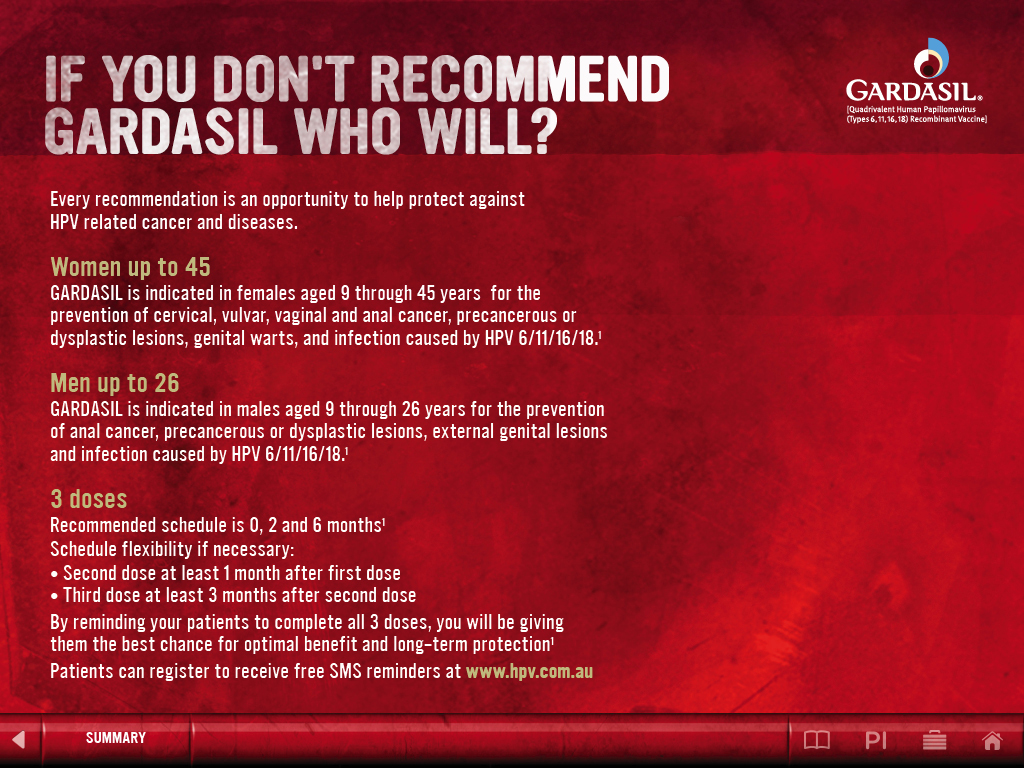 IF YOU DON'T RECOMMEND
GARDASIL WHO WILL?
GARDASIL®
[Quadrivalent Human Papillomavirus
(Types 6, 11, 16, 18) Recombinant Vaccine]
Every recommendation is an opportunity to help protect against
HPV related cancer and diseases.
Women up to 45
GARDASIL is indicated in females aged 9 through 45 years for the
prevention of cervical, vulvar, vaginal and anal cancer, precancerous or
dysplastic lesions, genital warts, and infection caused by HPV 6/11/16/18.¹
Men up to 26
GARDASIL is indicated in males aged 9 through 26 years for the prevention
of anal cancer, precancerous or dysplastic lesions, external genital lesions
and infection caused by HPV 6/11/16/18.¹
3 doses
Recommended schedule is 0, 2 and 6 months¹
Schedule flexibility if necessary:
• Second dose at least 1 month after first dose
• Third dose at least 3 months after second dose
By reminding your patients to complete all 3 doses, you will be giving
them the best chance for optimal benefit and long-term protection¹
Patients can register to receive free SMS reminders at www.hpv.com.au
SUMMARY
PI